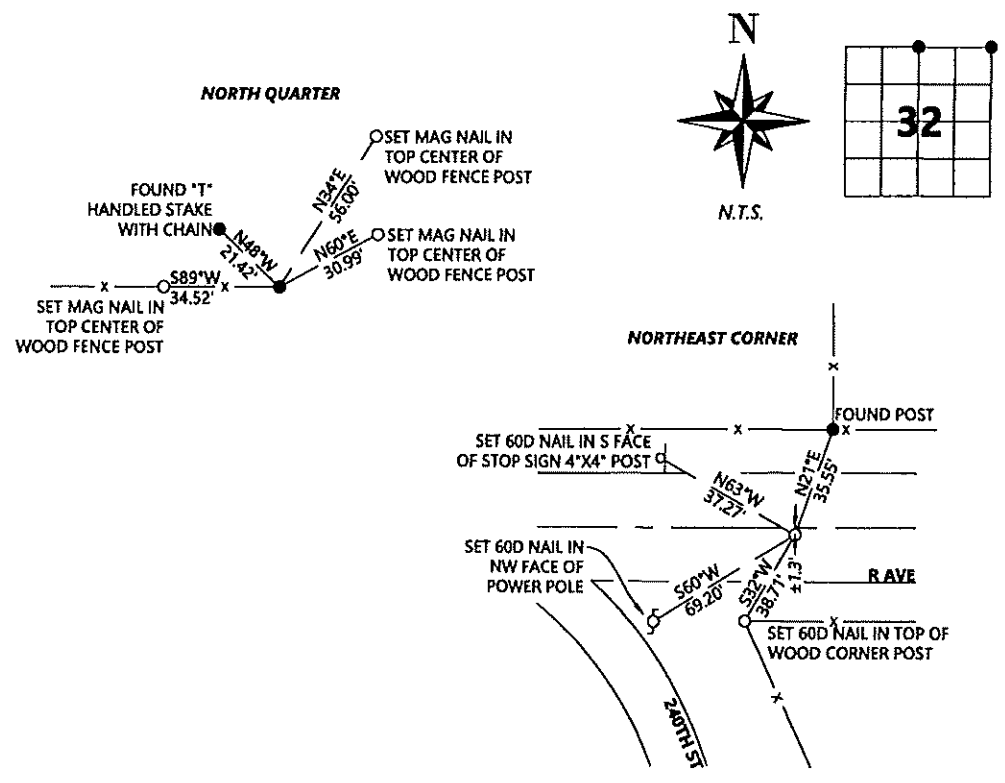 N
32
N.T.S.
NORTH QUARTER
SET MAG NAIL IN
TOP CENTER OF
WOOD FENCE POST
N34°E
56.00'
FOUND "T"
HANDLED STAKE
WITH CHAIN
N48°W
21.42'
N60°E
30.99'
SET MAG NAIL IN
TOP CENTER OF
WOOD FENCE POST
x
S89°W
34.52'
x
SET MAG NAIL IN
TOP CENTER OF
WOOD FENCE POST
NORTHEAST CORNER
x
FOUND POST
x
x
x
SET 60D NAIL IN S FACE
OF STOP SIGN 4"X4" POST
N63°W
37.27'
N21°E
35.55'
SET 60D NAIL IN
NW FACE OF
POWER POLE
S60°W
69.20'
S32°W
38.71'
±1.3'
R AVE
x
SET 60D NAIL IN TOP OF
WOOD CORNER POST
x
240TH ST